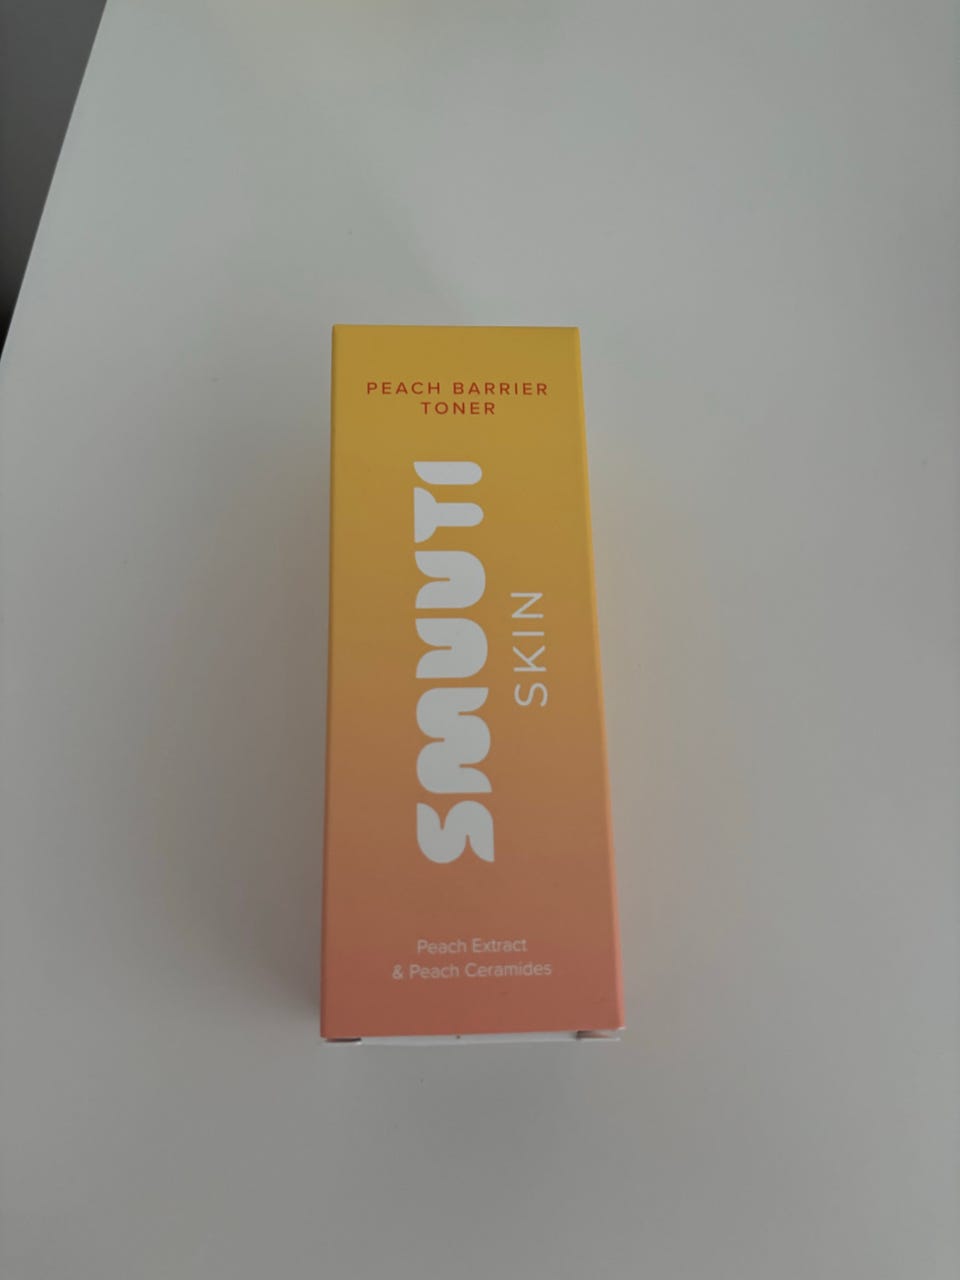 PEACH BARRIER
TONER
SMUUTI
SKIN
Peach Extract
& Peach Ceramides